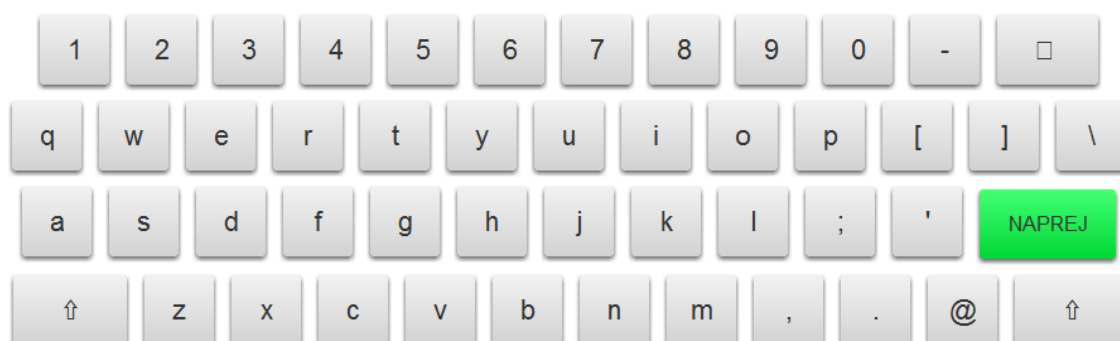 1 2 3 4 5 6 7 8 9 0 - □
q w e r t y u i o p [ ] \
a s d f g h j k l ; ' NAPREJ
⇧ z x c v b n m , . @ ⇧